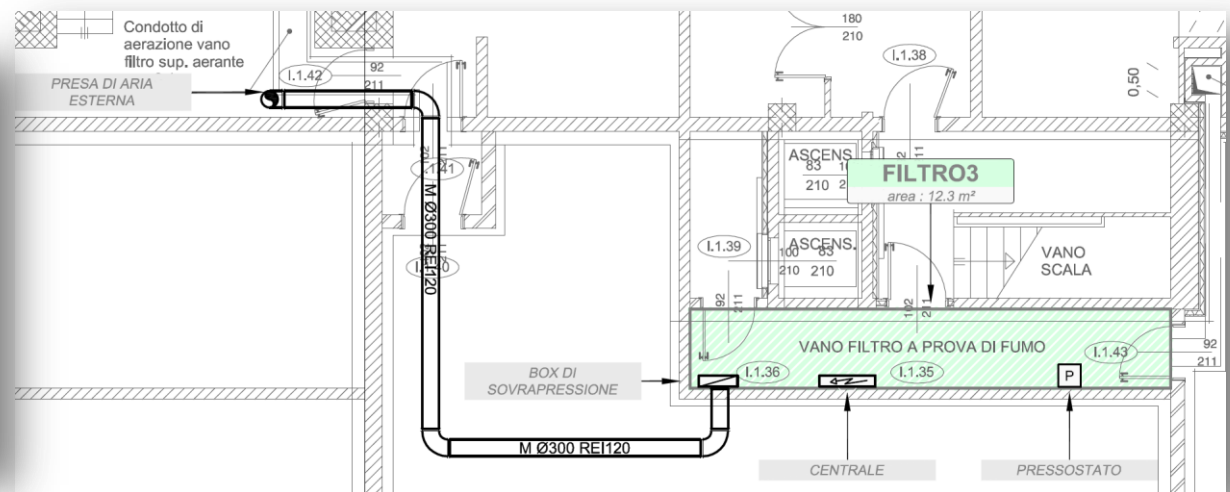 Condotto di
aerazione vano
filtro sup. aerante
PRESA DI ARIA
ESTERNA
I.1.42
92
211
180
210
I.1.38
0,50
I.1.41
M Ø300 REI120
ASCENS.
83
210
FILTRO3
area : 12.3 m²
I.1.39
ASCENS.
100
210
83
210
VANO
SCALA
92
211
102
211
VANO FILTRO A PROVA DI FUMO
I.1.43
92
211
BOX DI
SOVRAPRESSIONE
I.1.36
I.1.35
P
M Ø300 REI120
CENTRALE
PRESSOSTATO